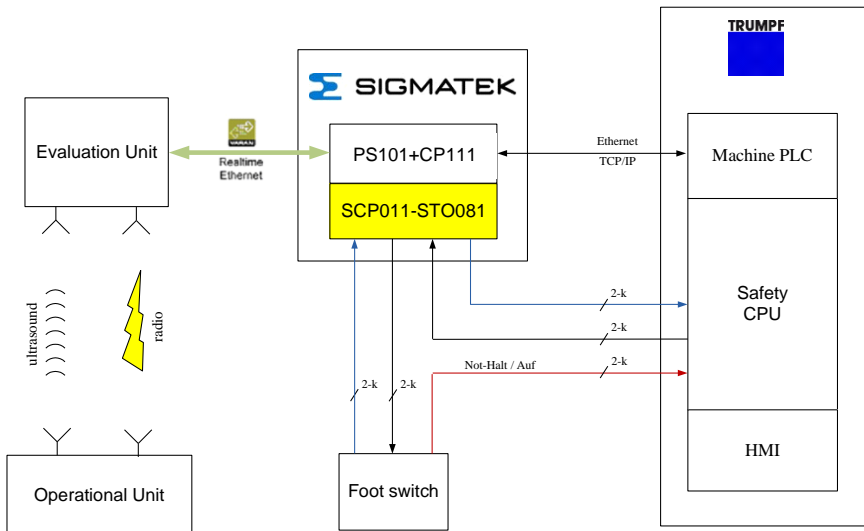 TRUMPF
SIGMATEK
Evaluation Unit
VARAN
Realtime
Ethernet
PS101+CP111
SCP011-STO081
Ethernet
TCP/IP
Machine PLC
Safety
CPU
HMI
2-k
2-k
Not-Halt / Auf
2-k
2-k
2-k
ultrasound
radio
Operational Unit
Foot switch